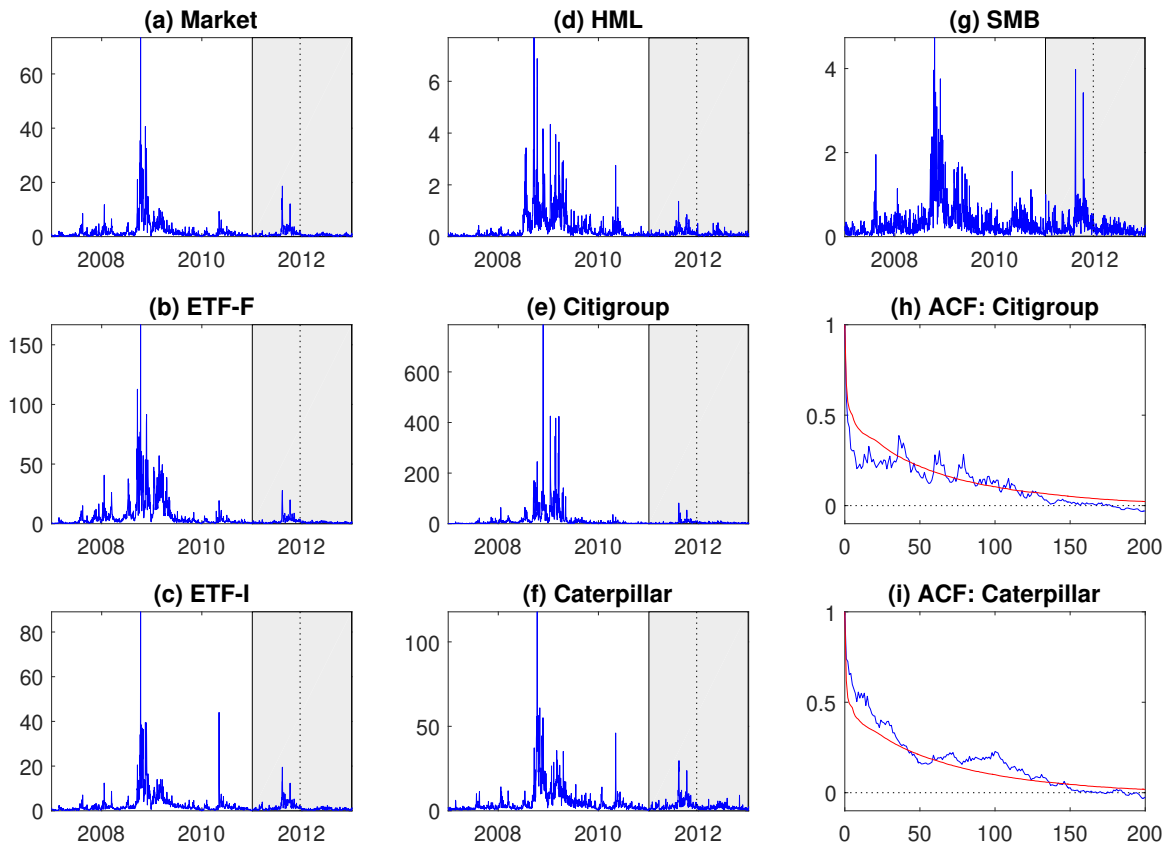 (a) Market
60
40
20
0
2008 2010 2012
(d) HML
6
4
2
0
2008 2010 2012
(g) SMB
4
2
0
2008 2010 2012
(b) ETF-F
150
100
50
0
2008 2010 2012
(e) Citigroup
600
400
200
0
2008 2010 2012
(h) ACF: Citigroup
1
0.5
0
0 50 100 150 200
(c) ETF-I
80
60
40
20
0
2008 2010 2012
(f) Caterpillar
100
50
0
2008 2010 2012
(i) ACF: Caterpillar
1
0.5
0
0 50 100 150 200